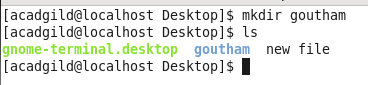 [acadgild@localhost Desktop]$ mkdir goutham
[acadgild@localhost Desktop]$ ls
gnome-terminal.desktop  goutham  new file
[acadgild@localhost Desktop]$